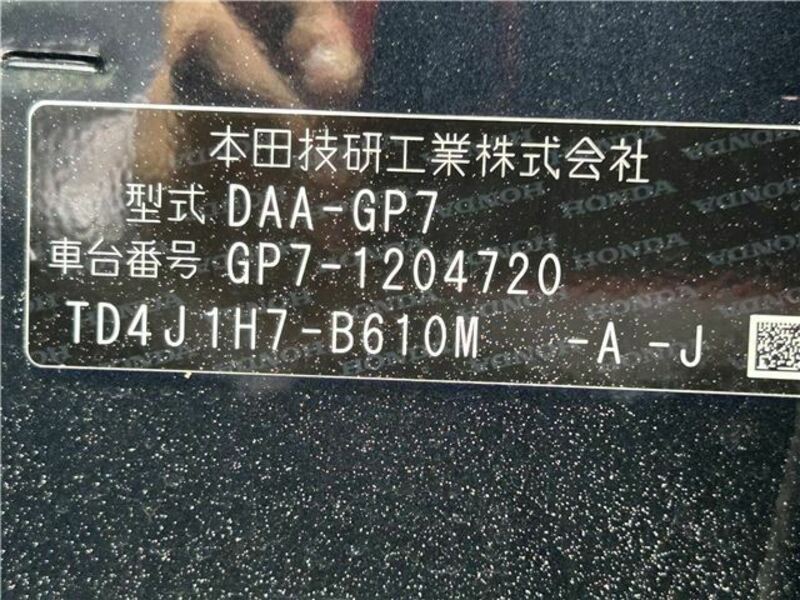 本田技研工業株式会社
型式 DAA-GP7
車台番号 GP7-1204720
TD4J1H7-B610M -A -J